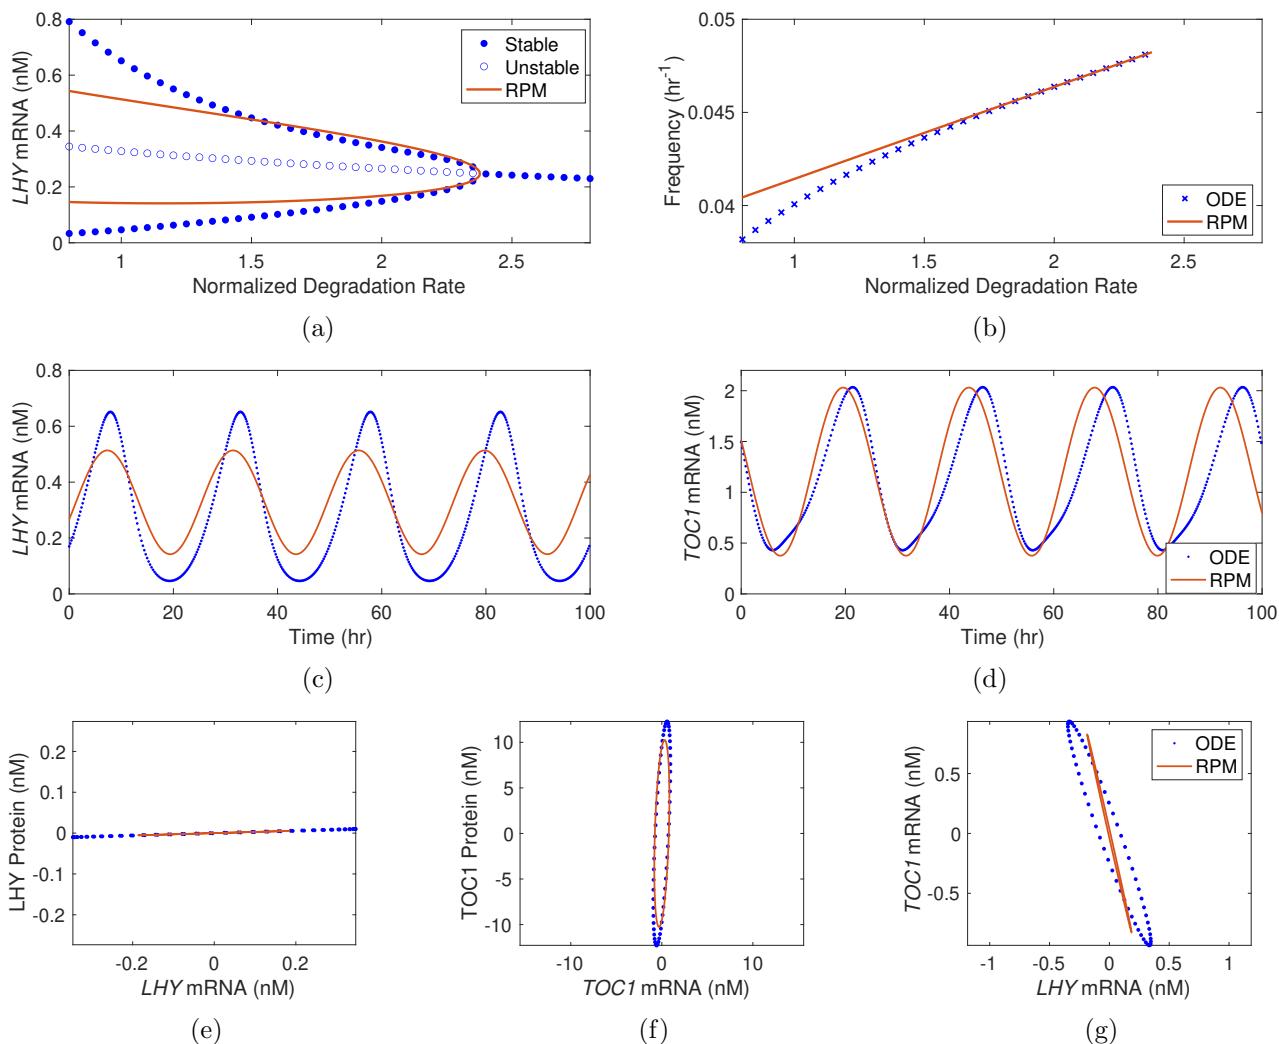 0.8
0.6
0.4
0.2
0
LHY mRNA (nM)
Stable
Unstable
RPM
1
1.5
2
2.5
Normalized Degradation Rate
(a)
0.05
0.045
0.04
Frequency (hr⁻¹)
ODE
RPM
1
1.5
2
2.5
Normalized Degradation Rate
(b)
0.8
0.6
0.4
0.2
0
LHY mRNA (nM)
0
20
40
60
80
100
Time (hr)
(c)
2
1.5
1
0.5
0
TOC1 mRNA (nM)
ODE
RPM
0
20
40
60
80
100
Time (hr)
(d)
0.2
0.1
0
-0.1
-0.2
LHY Protein (nM)
-0.2
0
0.2
LHY mRNA (nM)
(e)
10
5
0
-5
-10
TOC1 Protein (nM)
-10
0
10
TOC1 mRNA (nM)
(f)
0.5
0
-0.5
TOC1 mRNA (nM)
ODE
RPM
-1
-0.5
0
0.5
1
LHY mRNA (nM)
(g)